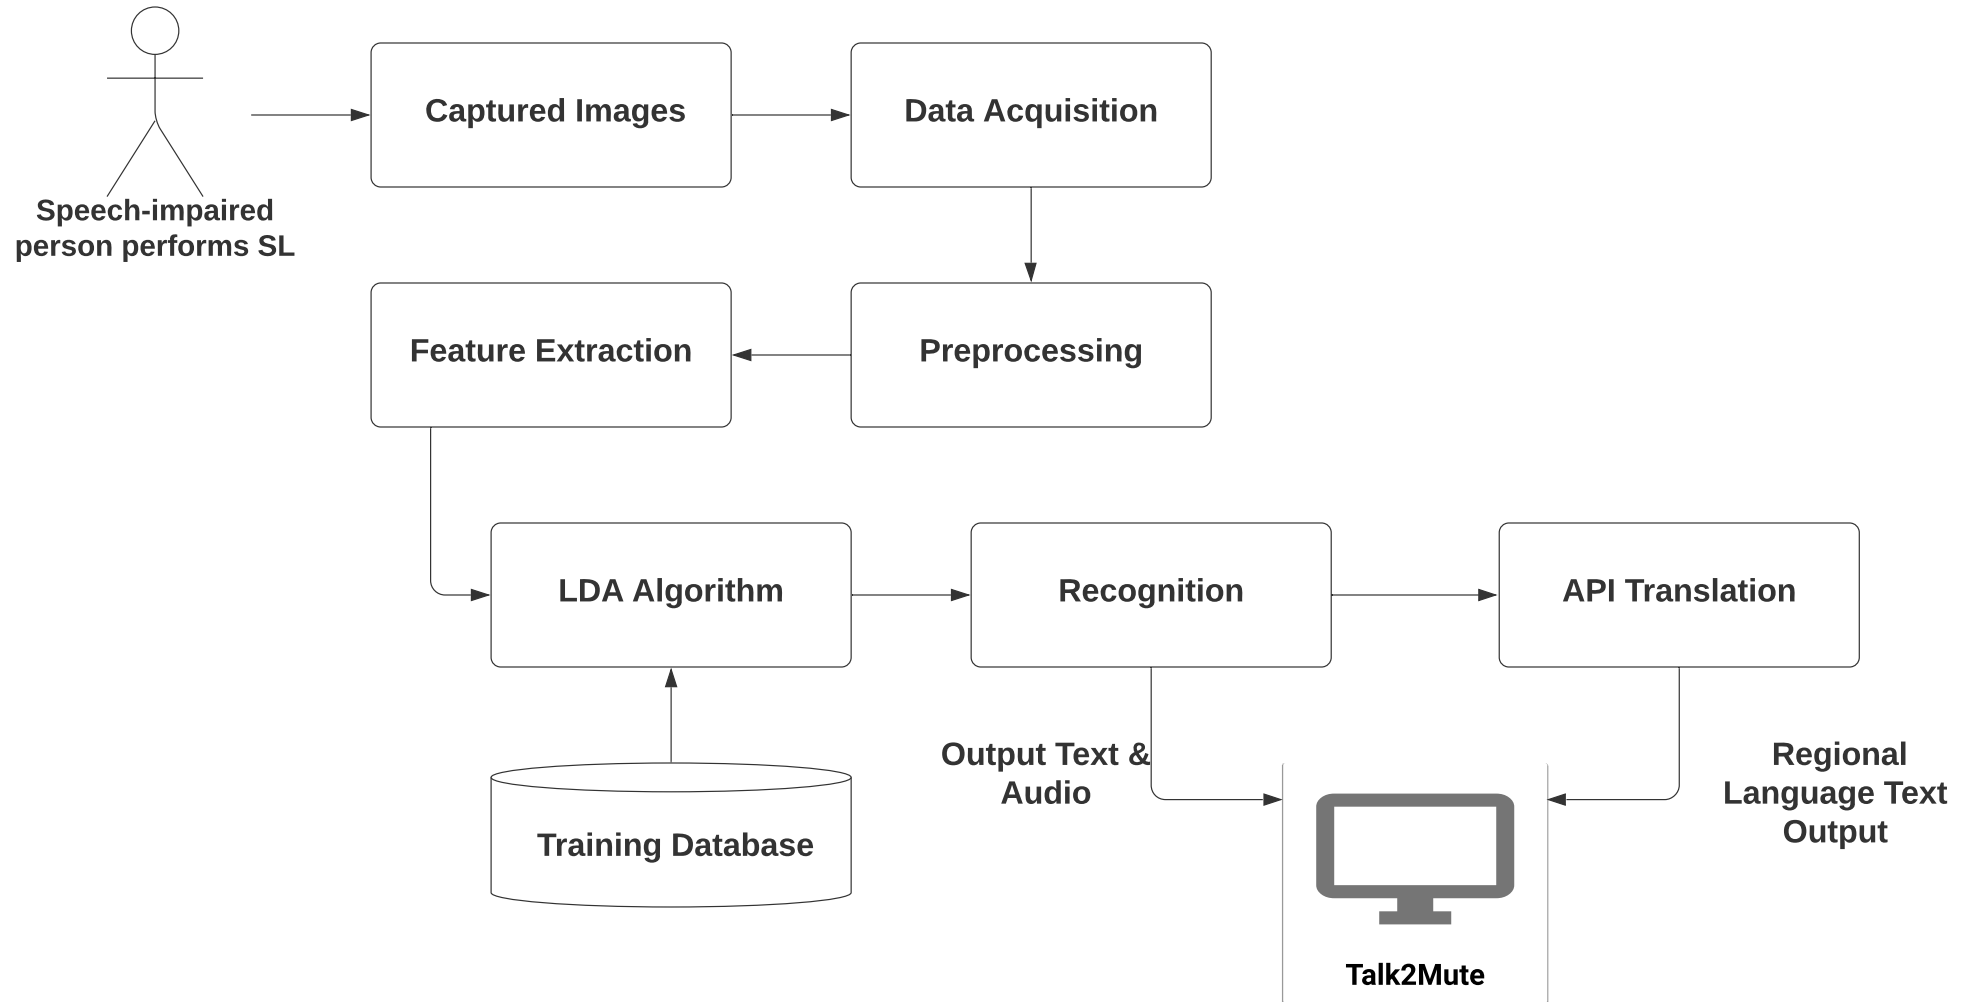 Captured Images
Data Acquisition
Speech-impaired
person performs SL
Feature Extraction
Preprocessing
LDA Algorithm
Recognition
API Translation
Output Text &
Audio
Regional
Language Text
Output
Training Database
Talk2Mute